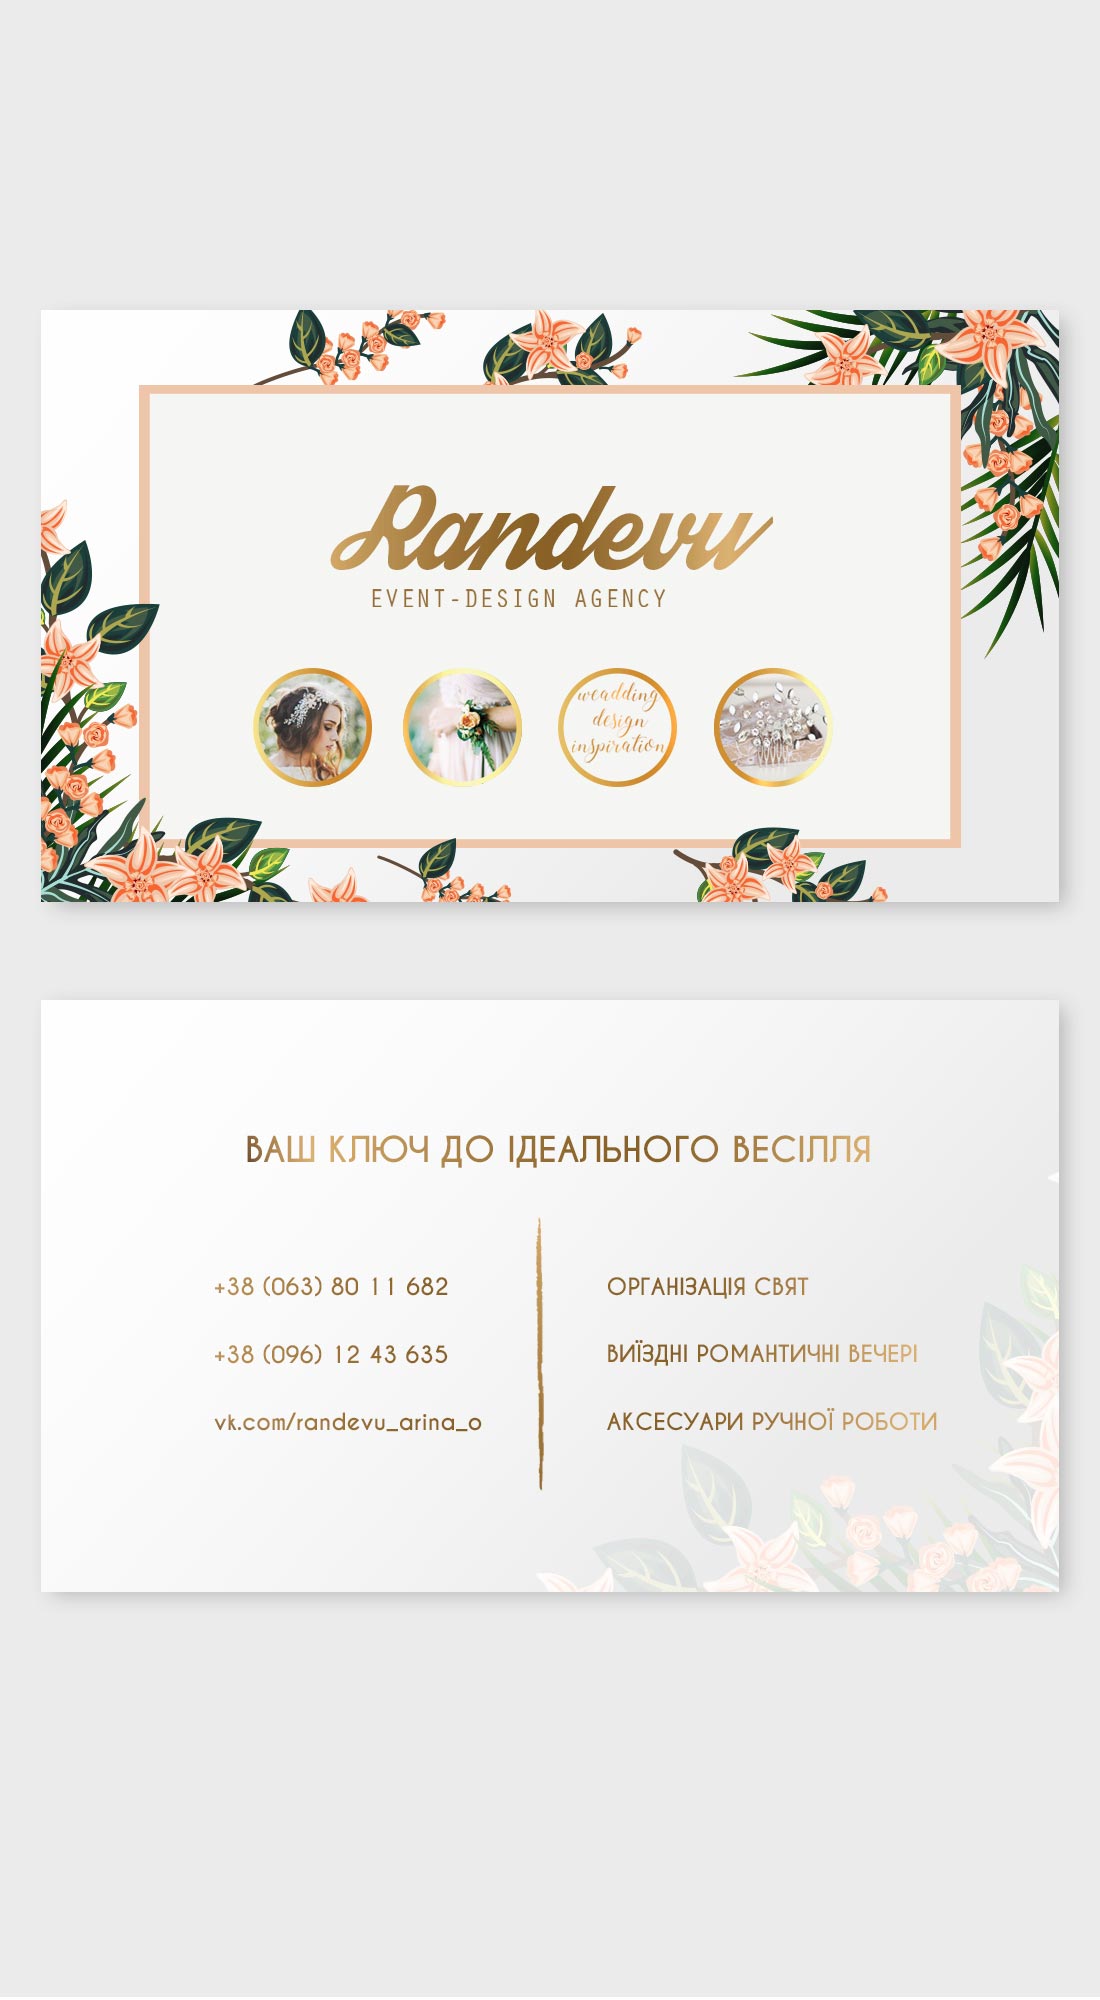 Randevu
EVENT-DESIGN AGENCY
weadding
design
inspiration
ВАШ КЛЮЧ ДО ІДЕАЛЬНОГО ВЕСІЛЛЯ
+38 (063) 80 11 682
+38 (096) 12 43 635
vk.com/randevu_arina_o
ОРГАНІЗАЦІЯ СВЯТ
ВИЇЗДНІ РОМАНТИЧНІ ВЕЧЕРІ
АКСЕСУАРИ РУЧНОЇ РОБОТИ